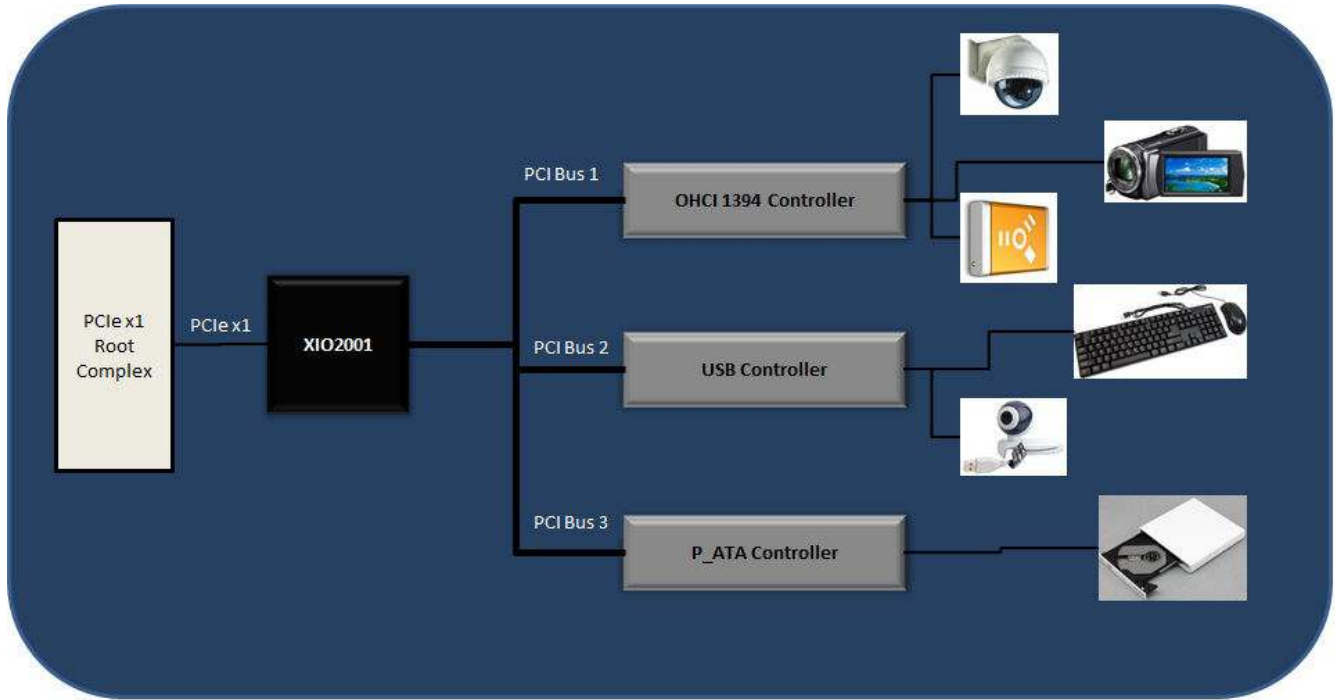 PCI Bus 1
OHCI 1394 Controller
PCIe x1
Root
Complex
PCIe x1
XIO2001
PCI Bus 2
USB Controller
PCI Bus 3
P_ATA Controller